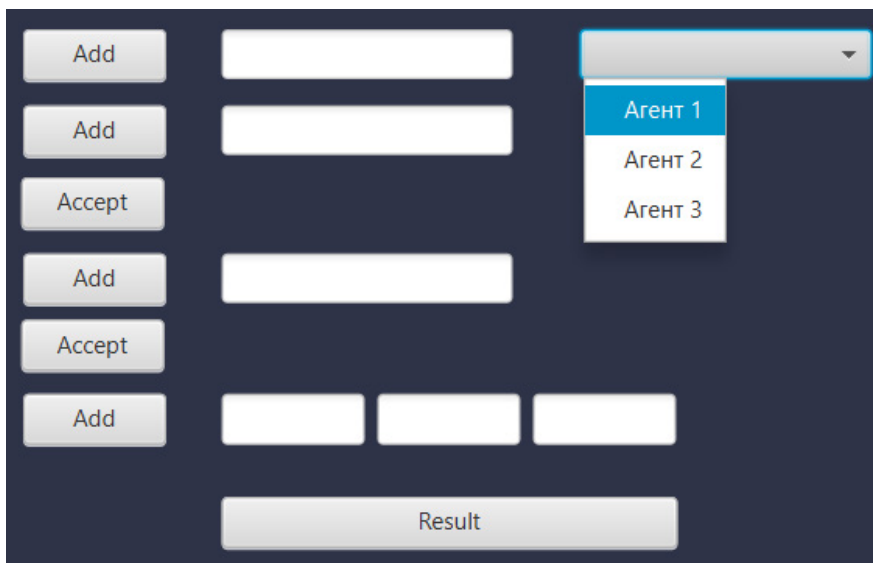 Add
Агент 1
Add
Агент 2
Accept
Агент 3
Add
Accept
Add
Result